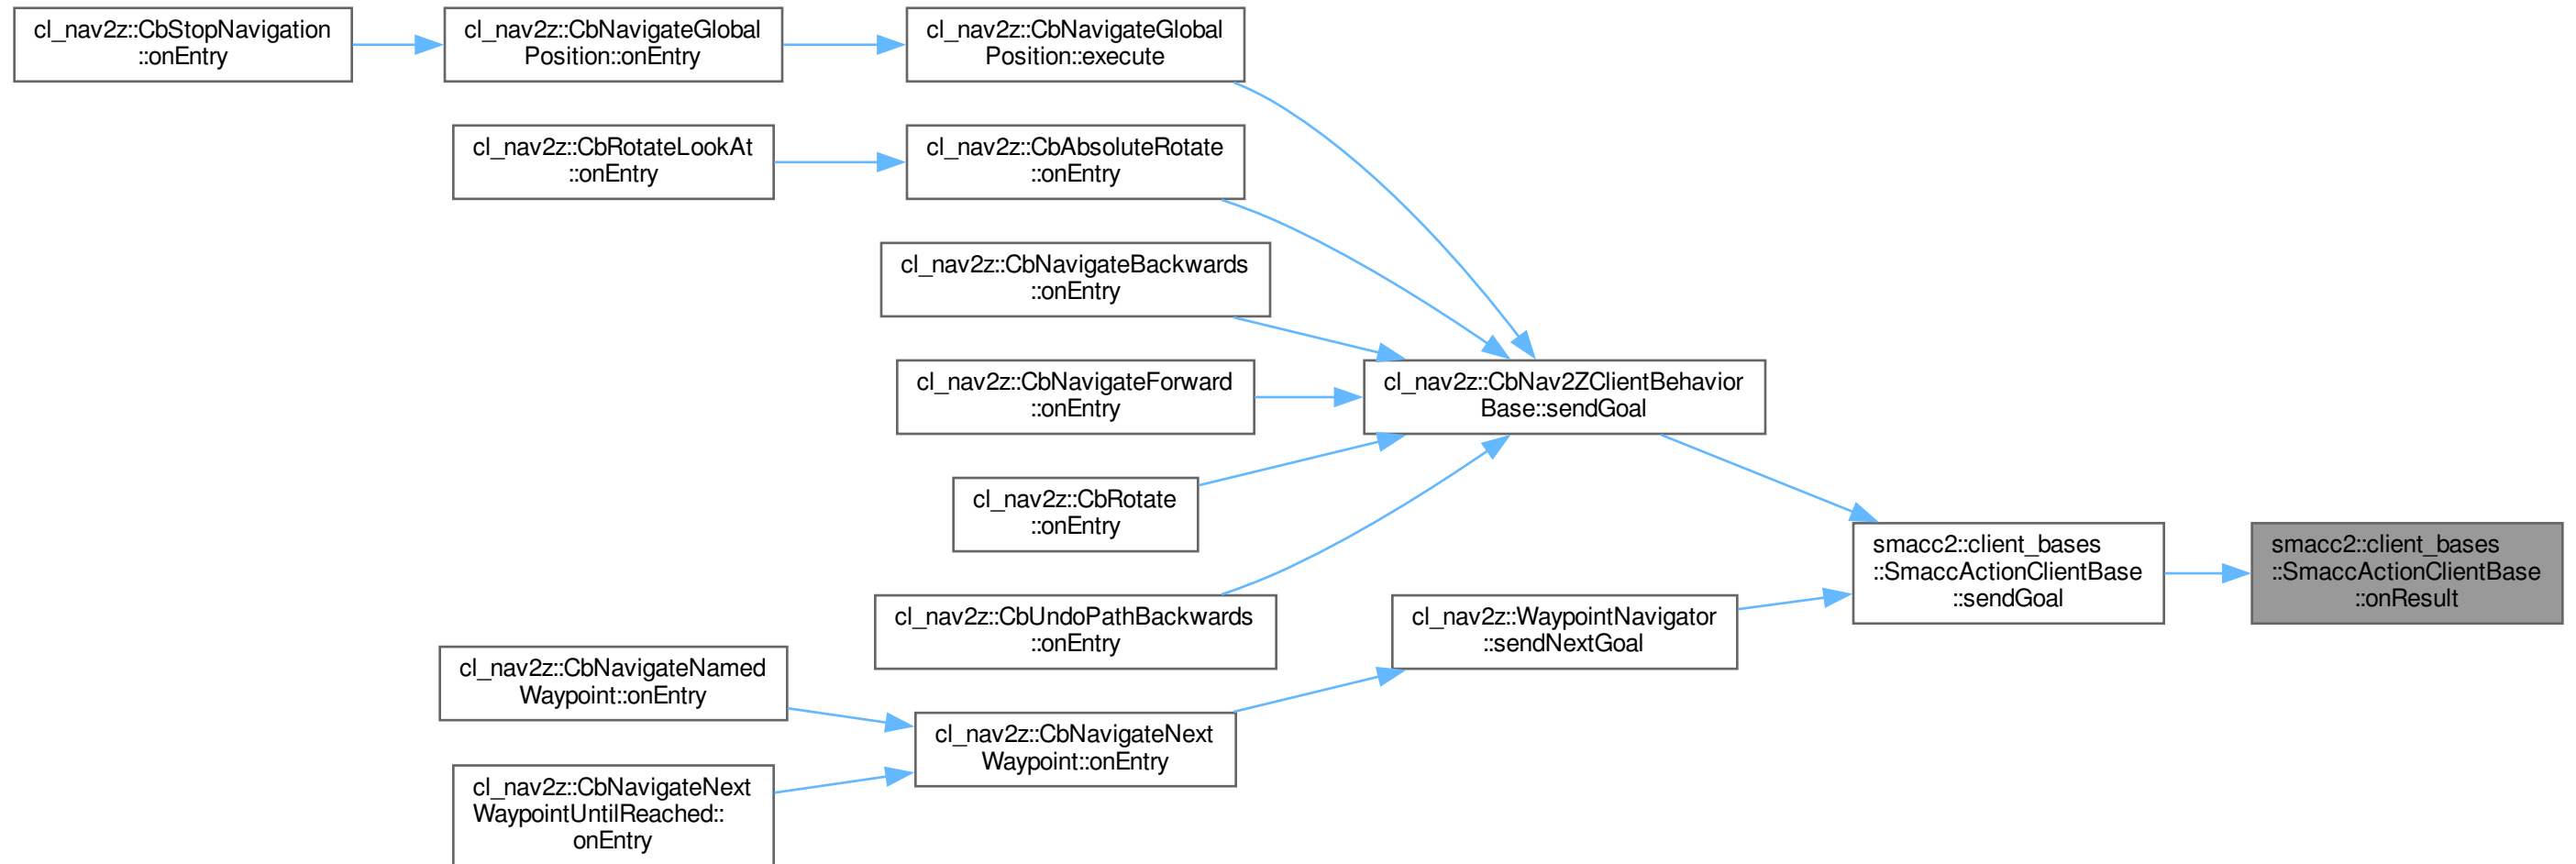 cl_nav2z::CbStopNavigation
::onEntry
cl_nav2z::CbNavigateGlobal
Position::onEntry
cl_nav2z::CbNavigateGlobal
Position::execute
cl_nav2z::CbRotateLookAt
::onEntry
cl_nav2z::CbAbsoluteRotate
::onEntry
cl_nav2z::CbNavigateBackwards
::onEntry
cl_nav2z::CbNavigateForward
::onEntry
cl_nav2z::CbNav2ZClientBehavior
Base::sendGoal
cl_nav2z::CbRotate
::onEntry
smacc2::client_bases
::SmaccActionClientBase
::sendGoal
smacc2::client_bases
::SmaccActionClientBase
::onResult
cl_nav2z::CbUndoPathBackwards
::onEntry
cl_nav2z::WaypointNavigator
::sendNextGoal
cl_nav2z::CbNavigateNamed
Waypoint::onEntry
cl_nav2z::CbNavigateNext
Waypoint::onEntry
cl_nav2z::CbNavigateNext
WaypointUntilReached::
onEntry